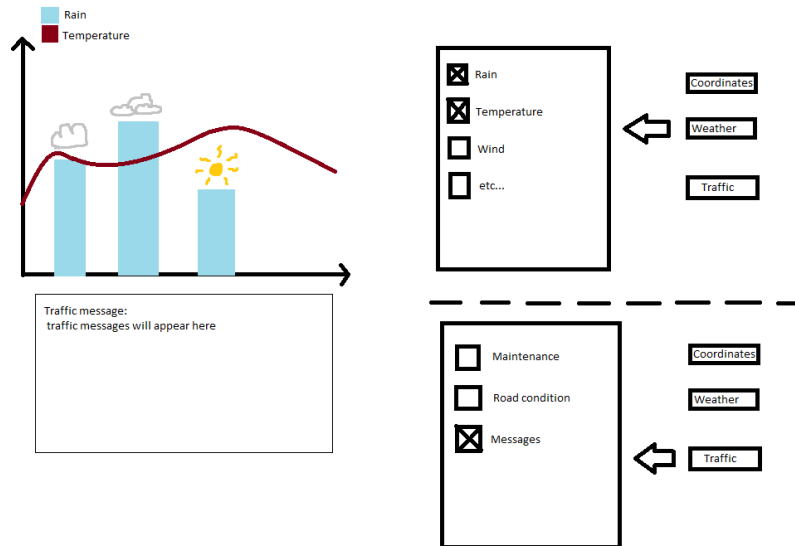 Rain
Temperature
Traffic message:
traffic messages will appear here
Rain
Temperature
Wind
etc...
Coordinates
Weather
Traffic
Maintenance
Road condition
Messages
Coordinates
Weather
Traffic